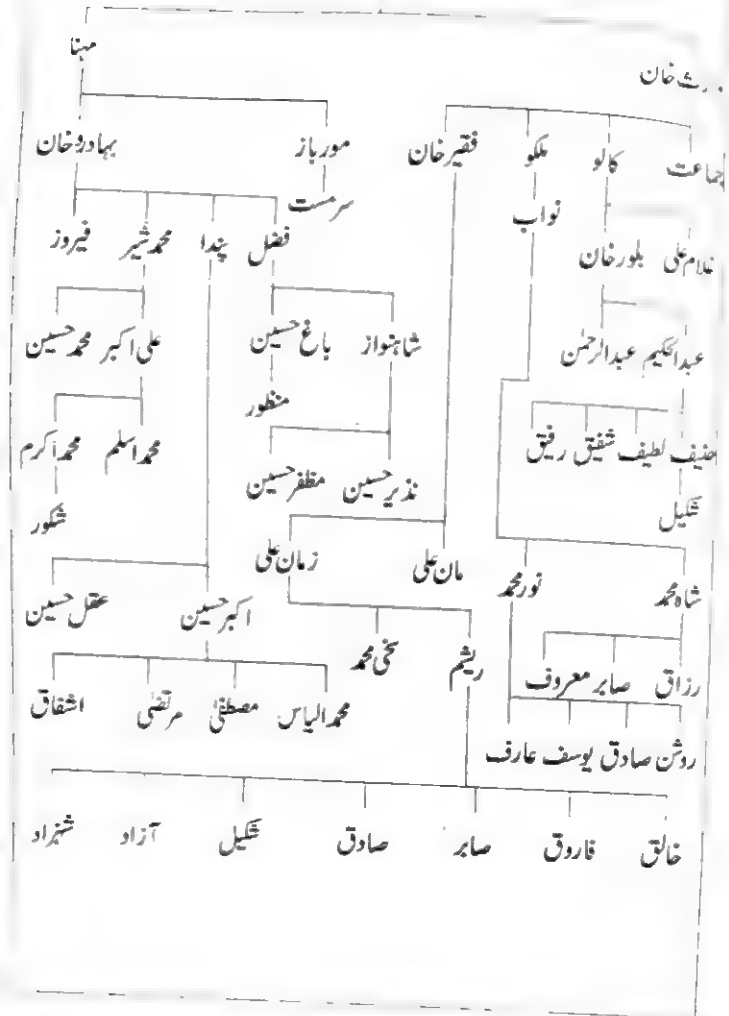 خان
مہنا
جماعت کالو ملکو فقیر خان مورباز بہادرو خان
نواب سرمست
غلام علی بلور خان فضل پندا محمد شیر فیروز
عبدالحکیم عبدالرحمٰن شاہنواز باغ حسین علی اکبر محمد حسین
منظور
حنیف لطیف شفیق رفیق محمد اسلم محمد اکرم
نذیر حسین مظفر حسین
شکیل شکور
مان علی زمان علی
شاہ محمد نور محمد اکبر حسین عقل حسین
ریشم سخی محمد
رزاق صابر معروف محمد الیاس مصطفیٰ مرتضیٰ اشفاق
روشن صادق یوسف عارف
خالق فاروق صابر صادق شکیل آزاد شہزاد